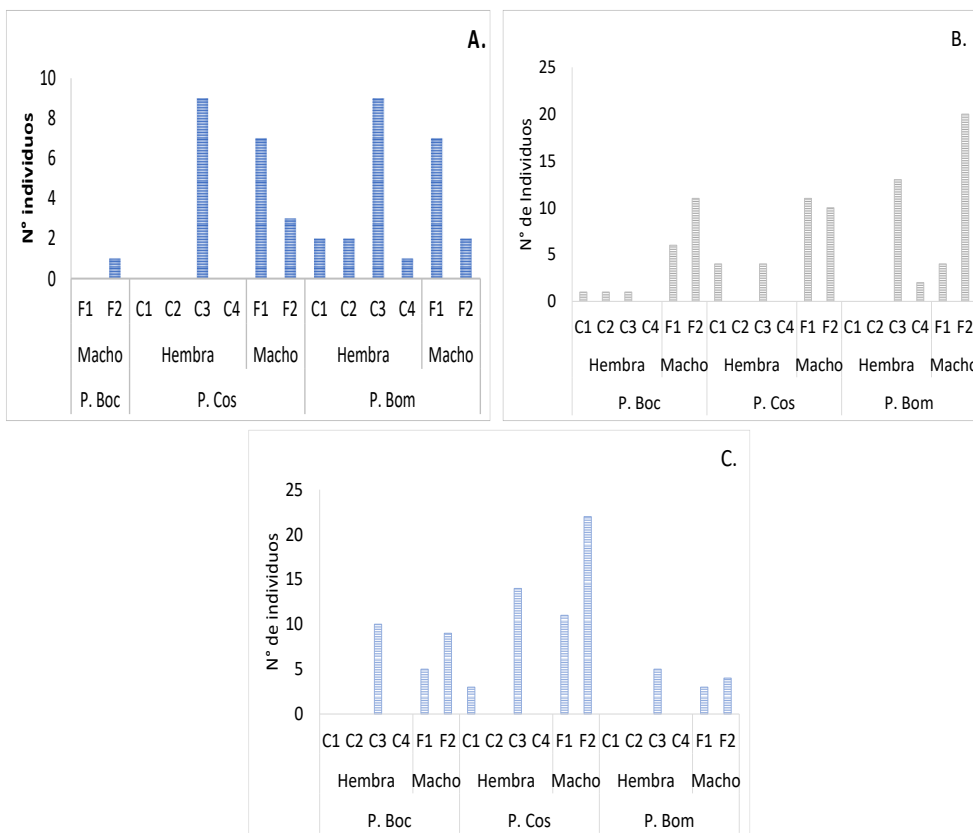 A.
N° individuos
10
8
6
4
2
0
F1 F2 C1 C2 C3 C4 F1 F2 C1 C2 C3 C4 F1 F2
Macho Hembra Macho Hembra Macho
P. Boc P. Cos P. Bom
B.
N° de Individuos
25
20
15
10
5
0
C1 C2 C3 C4 F1 F2 C1 C2 C3 C4 F1 F2 C1 C2 C3 C4 F1 F2
Hembra Macho Hembra Macho Hembra Macho
P. Boc P. Cos P. Bom
C.
N° de individuos
25
20
15
10
5
0
C1 C2 C3 C4 F1 F2 C1 C2 C3 C4 F1 F2 C1 C2 C3 C4 F1 F2
Hembra Macho Hembra Macho Hembra Macho
P. Boc P. Cos P. Bom